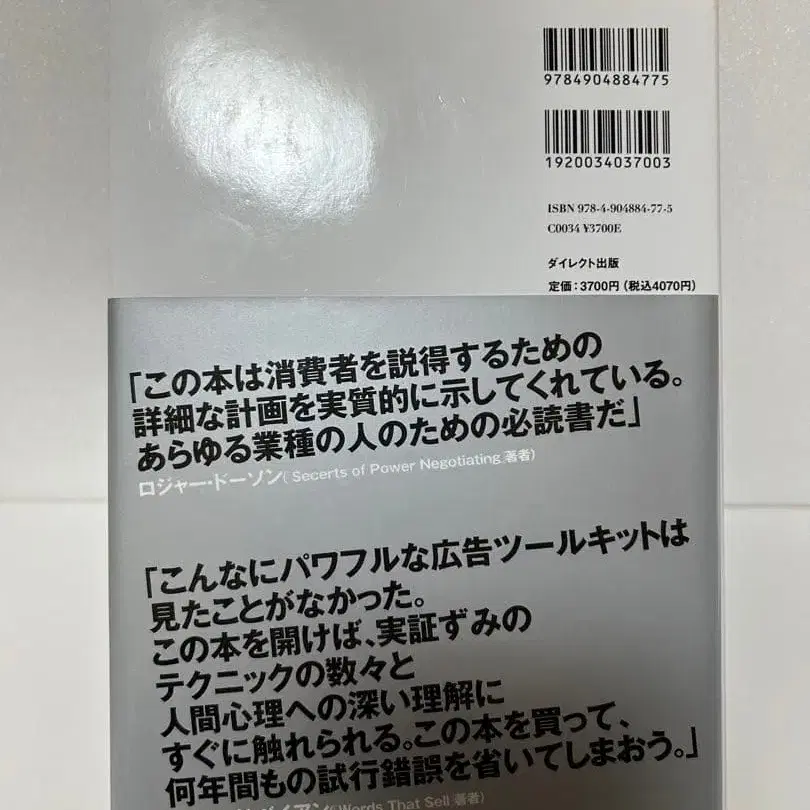 9784904884775
1920034037003
ISBN 978-4-904884-77-5
C0034 ¥3700E
ダイレクト出版
定価:3700円(税込4070円)
「この本は消費者を説得するための
詳細な計画を実質的に示してくれている。
あらゆる業種の人のための必読書だ」
ロジャー・ドーソン(Secerts of Power Negotiating 著者)
「こんなにパワフルな広告ツールキットは
見たことがなかった。
この本を開けば、実証ずみの
テクニックの数々と
人間心理への深い理解に
すぐに触れられる。この本を買って、
何年間もの試行錯誤を省いてしまおう。」
(Words That Sell 著者)